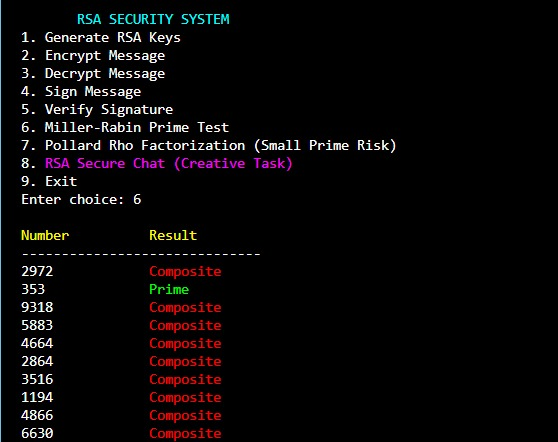 RSA SECURITY SYSTEM
1. Generate RSA Keys
2. Encrypt Message
3. Decrypt Message
4. Sign Message
5. Verify Signature
6. Miller-Rabin Prime Test
7. Pollard Rho Factorization (Small Prime Risk)
8. RSA Secure Chat (Creative Task)
9. Exit
Enter choice: 6
Number Result
------------------------------
2972 Composite
353 Prime
9318 Composite
5883 Composite
4664 Composite
2864 Composite
3516 Composite
1194 Composite
4866 Composite
6630 Composite